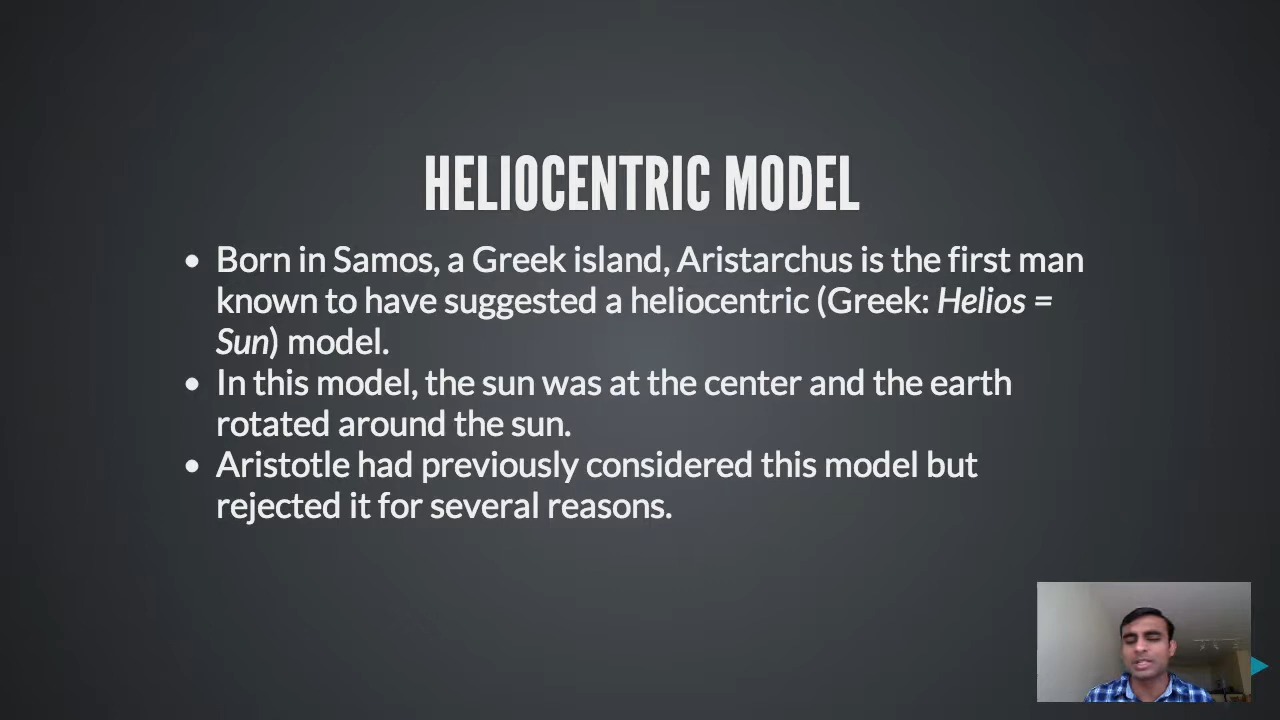 HELIOCENTRIC MODEL
• Born in Samos, a Greek island, Aristarchus is the first man
known to have suggested a heliocentric (Greek: Helios =
Sun) model.
• In this model, the sun was at the center and the earth
rotated around the sun.
• Aristotle had previously considered this model but
rejected it for several reasons.